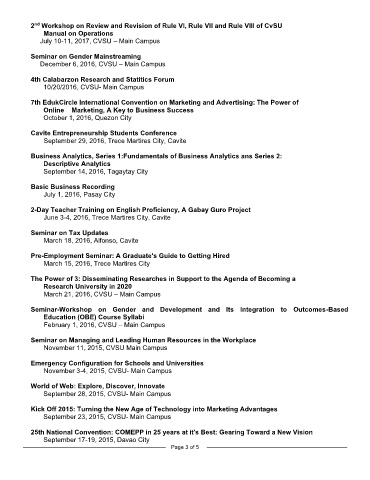 2nd Workshop on Review and Revision of Rule VI, Rule VII and Rule VIII of CvSU
Manual on Operations
July 10-11, 2017, CVSU – Main Campus
Seminar on Gender Mainstreaming
December 6, 2016, CVSU – Main Campus
4th Calabarzon Research and Statitics Forum
10/20/2016, CVSU- Main Campus
7th EdukCircle International Convention on Marketing and Advertising: The Power of
Online Marketing, A Key to Business Success
October 1, 2016, Quezon City
Cavite Entrepreneurship Students Conference
September 29, 2016, Trece Martires City, Cavite
Business Analytics, Series 1:Fundamentals of Business Analytics ans Series 2:
Descriptive Analytics
September 14, 2016, Tagaytay City
Basic Business Recording
July 1, 2016, Pasay City
2-Day Teacher Training on English Proficiency, A Gabay Guro Project
June 3-4, 2016, Trece Martires City, Cavite
Seminar on Tax Updates
March 18, 2016, Alfonso, Cavite
Pre-Employment Seminar: A Graduate's Guide to Getting Hired
March 15, 2016, Trece Martires City
The Power of 3: Disseminating Researches in Support to the Agenda of Becoming a
Research University in 2020
March 21, 2016, CVSU – Main Campus
Seminar-Workshop on Gender and Development and Its Integration to Outcomes-Based
Education (OBE) Course Syllabi
February 1, 2016, CVSU – Main Campus
Seminar on Managing and Leading Human Resources in the Workplace
November 11, 2015, CVSU Main Campus
Emergency Configuration for Schools and Universities
November 3-4, 2015, CVSU- Main Campus
World of Web: Explore, Discover, Innovate
September 28, 2015, CVSU- Main Campus
Kick Off 2015: Turning the New Age of Technology into Marketing Advantages
September 23, 2015, CVSU- Main Campus
25th National Convention: COMEPP in 25 years at it's Best: Gearing Toward a New Vision
September 17-19, 2015, Davao City
Page 3 of 5